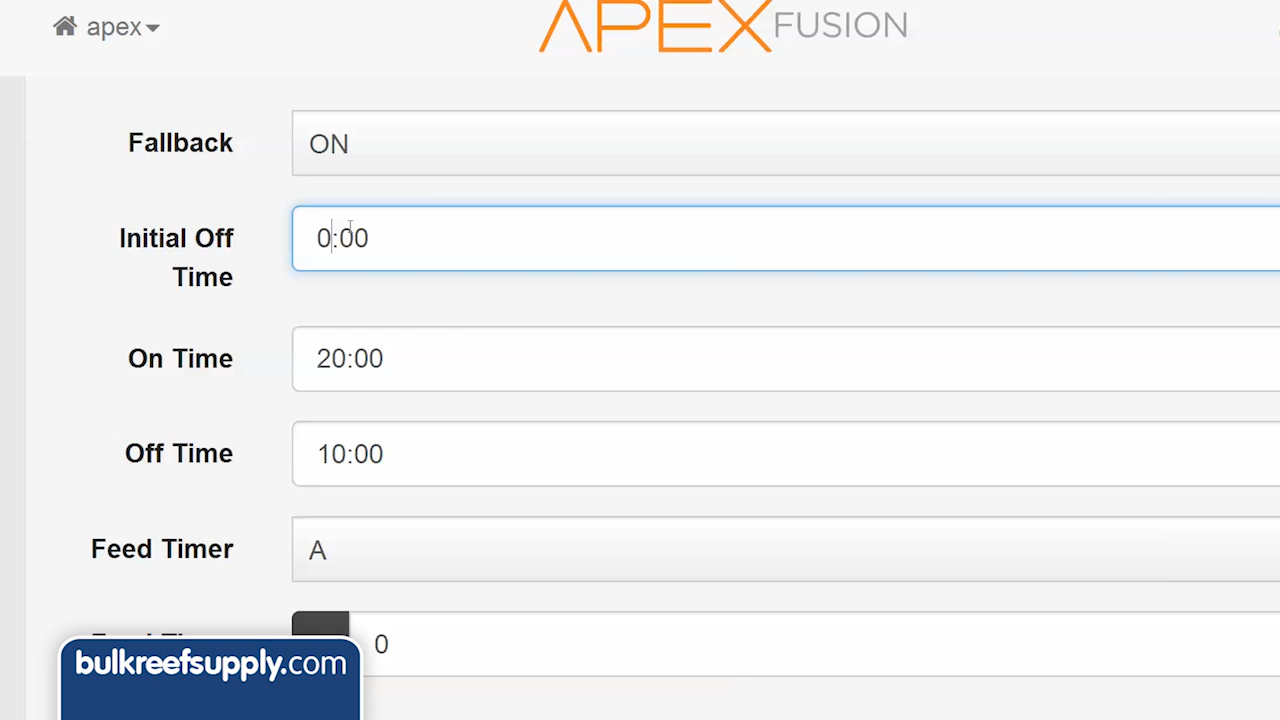 apex
APEX FUSION
Fallback
ON
Initial Off
Time
0:00
On Time
20:00
Off Time
10:00
Feed Timer
A
0
bulkreefsupply.com